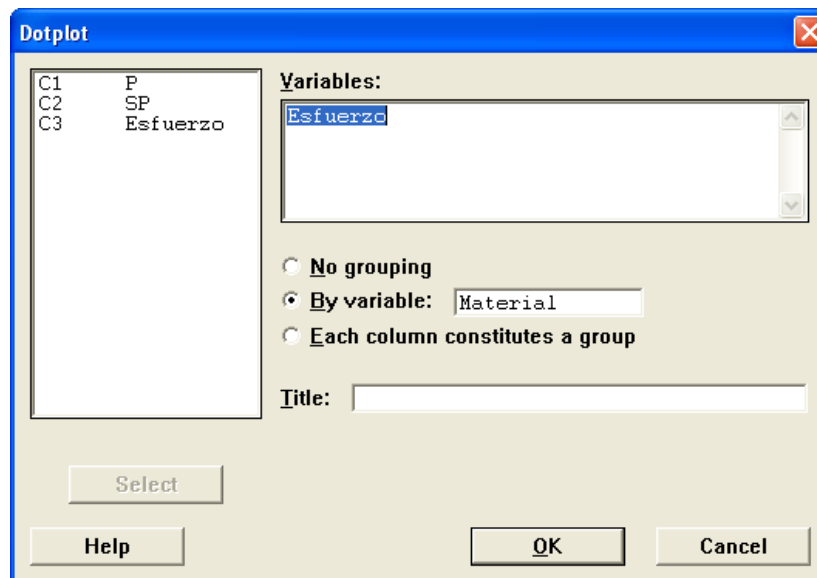 Dotplot
C1 P
C2 SP
C3 Esfuerzo
Variables:
Esfuerzo
No grouping
By variable: Material
Each column constitutes a group
Title:
Select
Help
OK
Cancel